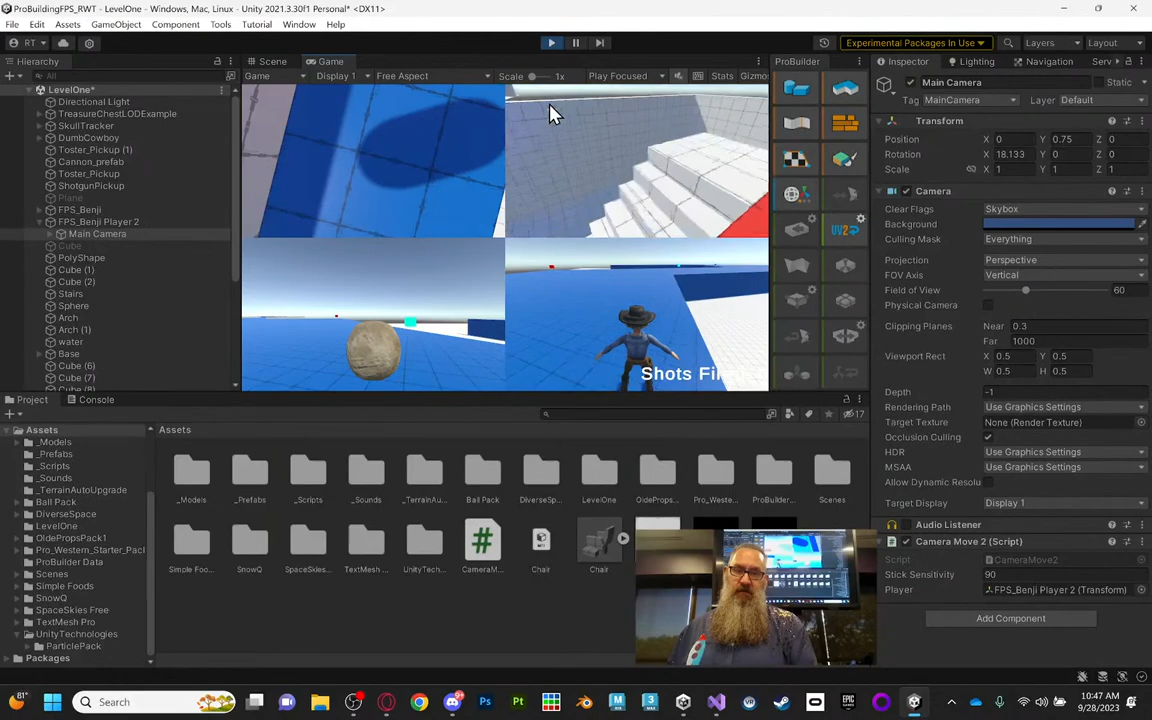 ProBuildingFPS_RWT - LevelOne - Windows, Mac, Linux - Unity 2021.3.30f1 Personal* <DX11>
File Edit Assets GameObject Component Tools Tutorial Window Help
RT Experimental Packages In Use Layers Layout
Hierarchy Scene Game ProBuilder Inspector Lighting Navigation Serv
All Game Display 1 Free Aspect Scale 1x Play Focused Stats Gizmos
LevelOne*
Directional Light
TreasureChestLODExample
SkullTracker
DumbCowboy
Toster_Pickup (1)
Cannon_prefab
Toster_Pickup
ShotgunPickup
Plane
FPS_Benji
FPS_Benji Player 2
Main Camera
Cube
PolyShape
Cube (1)
Cube (2)
Stairs
Sphere
Arch
Arch (1)
water
Base
Cube (6)
Cube (7)
Cube (8)
Shots Fi
UV2
Main Camera Static
Tag MainCamera Layer Default
Transform
Position X 0 Y 0.75 Z 0
Rotation X 18.133 Y 0 Z 0
Scale X 1 Y 1 Z 1
Camera
Clear Flags Skybox
Background
Culling Mask Everything
Projection Perspective
FOV Axis Vertical
Field of View 60
Physical Camera
Clipping Planes Near 0.3
Far 1000
Viewport Rect X 0.5 Y 0.5
W 0.5 H 0.5
Depth -1
Rendering Path Use Graphics Settings
Target Texture None (Render Texture)
Occlusion Culling
HDR Use Graphics Settings
MSAA Use Graphics Settings
Allow Dynamic Resolu
Target Display Display 1
Audio Listener
Camera Move 2 (Script)
Script CameraMove2
Stick Sensitivity 90
Player FPS_Benji Player 2 (Transform)
Add Component
Project Console
17
Assets
_Models
_Prefabs
_Scripts
_Sounds
_TerrainAutoUpgrade
Ball Pack
DiverseSpace
LevelOne
OldePropsPack1
Pro_Western_Starter_Pack
ProBuilder Data
Scenes
Simple Foods
SnowQ
SpaceSkies Free
TextMesh Pro
UnityTechnologies
ParticlePack
Packages
Assets
_Models _Prefabs _Scripts _Sounds _TerrainAu... Ball Pack DiverseSp... LevelOne OldeProps... Pro_Weste... ProBuilder... Scenes
Simple Foo... SnowQ SpaceSkies... TextMesh ... UnityTech... CameraM... Chair Chair
81° Search 10:47 AM
9/28/2023